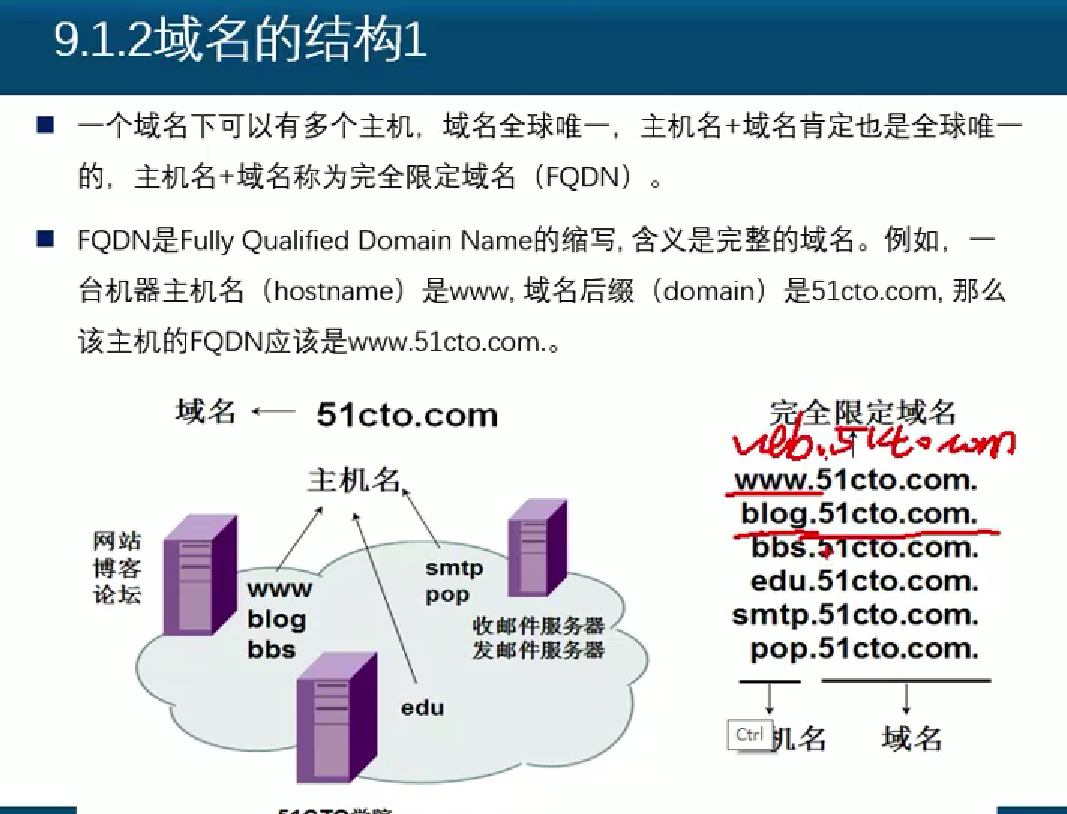 9.1.2域名的结构1
一个域名下可以有多个主机，域名全球唯一，主机名+域名肯定也是全球唯一
的，主机名+域名称为完全限定域名（FQDN）。
FQDN是Fully Qualified Domain Name的缩写, 含义是完整的域名。例如，一
台机器主机名（hostname）是www, 域名后缀（domain）是51cto.com, 那么
该主机的FQDN应该是www.51cto.com.。
域名
51cto.com
主机名
网站
博客
论坛
www
blog
bbs
smtp
pop
收邮件服务器
发邮件服务器
edu
51CTO学院
完全限定域名
web.51cto.com
www.51cto.com.
blog.51cto.com.
bbs.51cto.com.
edu.51cto.com.
smtp.51cto.com.
pop.51cto.com.
Ctrl
机名
域名